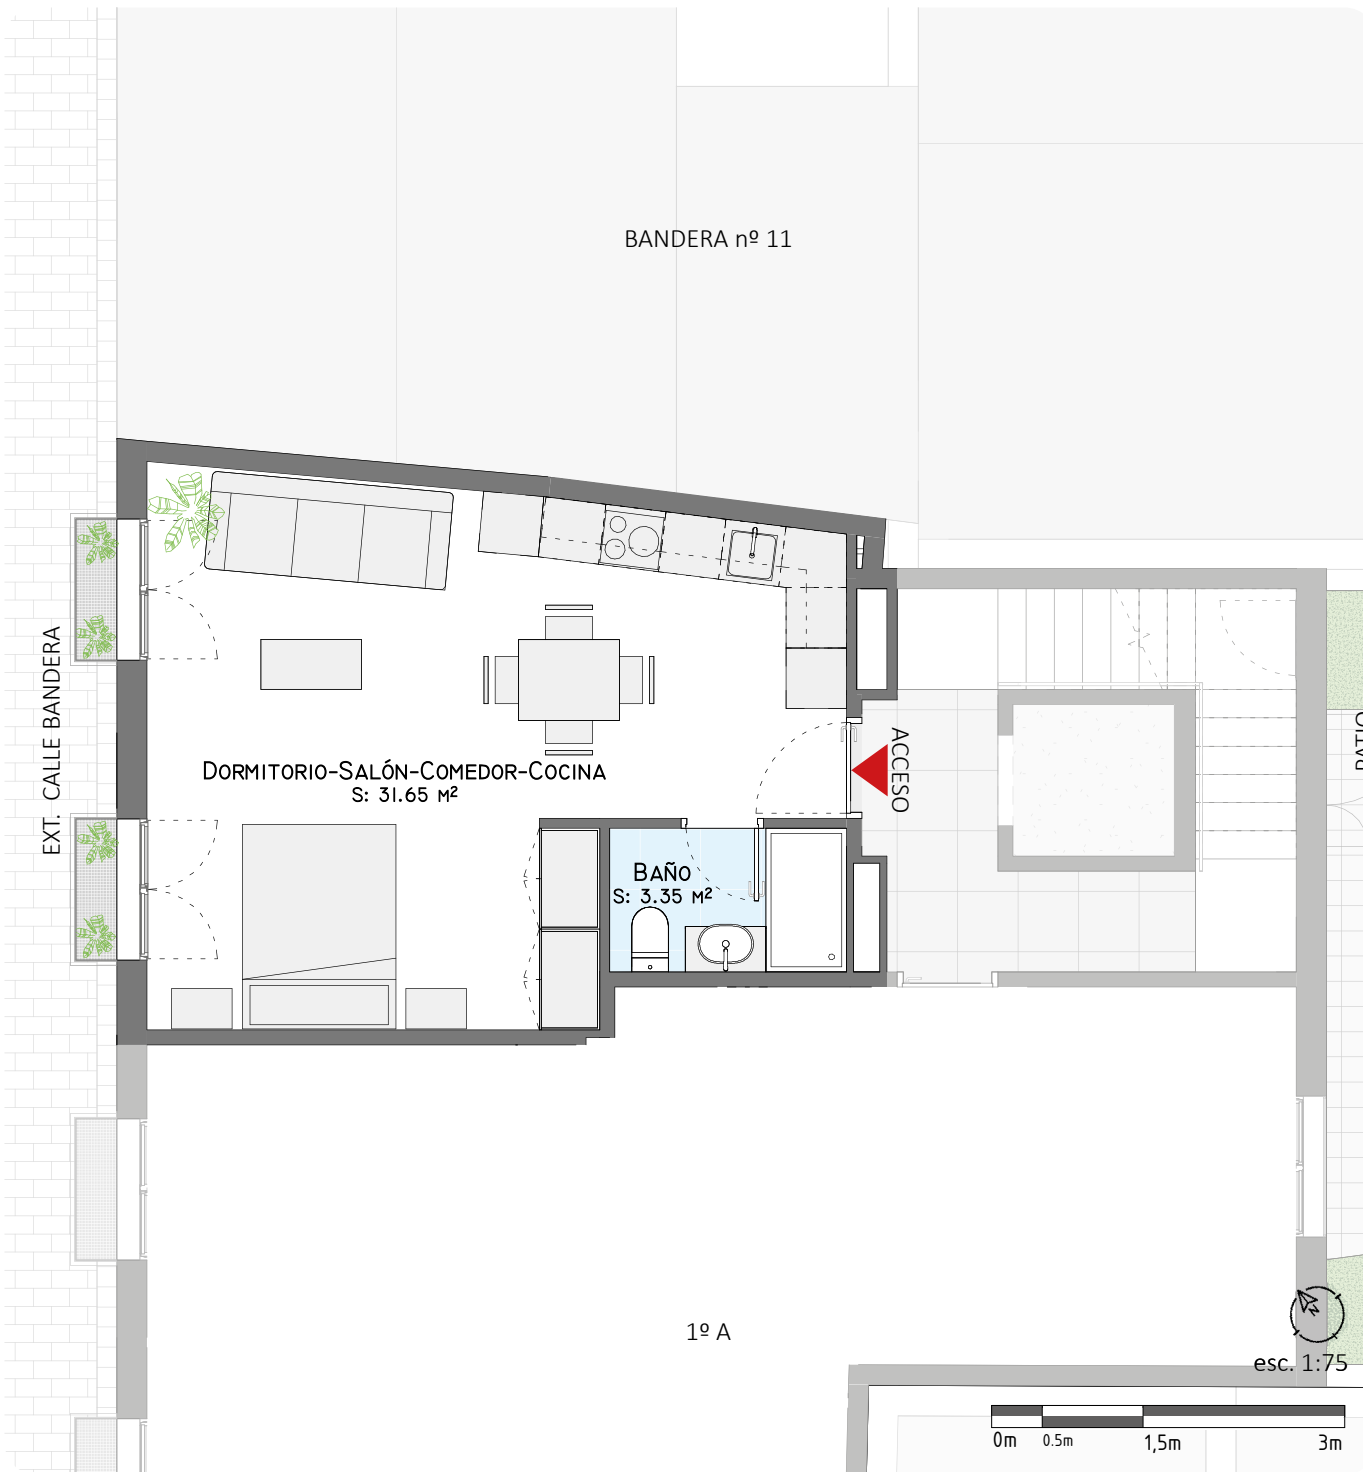 BANDERA nº 11
EXT. CALLE BANDERA
DORMITORIO-SALÓN-COMEDOR-COCINA
S: 31.65 M²
ACCESO
PATIO
BAÑO
S: 3.35 M²
1º A
esc. 1:75
0m 0.5m 1,5m 3m